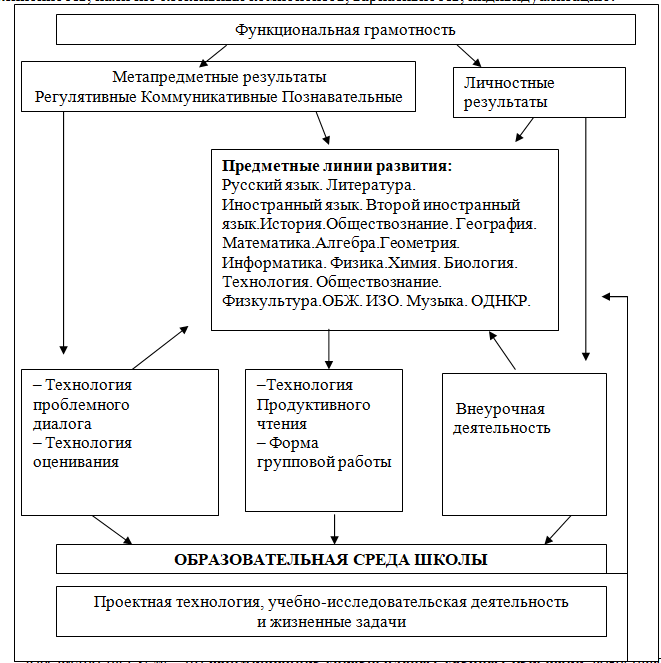 Функциональная грамотность
Метапредметные результаты
Регулятивные Коммуникативные Познавательные
Личностные
результаты
Предметные линии развития:
Русский язык. Литература.
Иностранный язык. Второй иностранный
язык.История.Обществознание. География.
Математика.Алгебра.Геометрия.
Информатика. Физика.Химия. Биология.
Технология. Обществознание.
Физкультура.ОБЖ. ИЗО. Музыка. ОДНКР.
– Технология
проблемного
диалога
– Технология
оценивания
–Технология
Продуктивного
чтения
– Форма
групповой работы
Внеурочная
деятельность
ОБРАЗОВАТЕЛЬНАЯ СРЕДА ШКОЛЫ
Проектная технология, учебно-исследовательская деятельность
и жизненные задачи